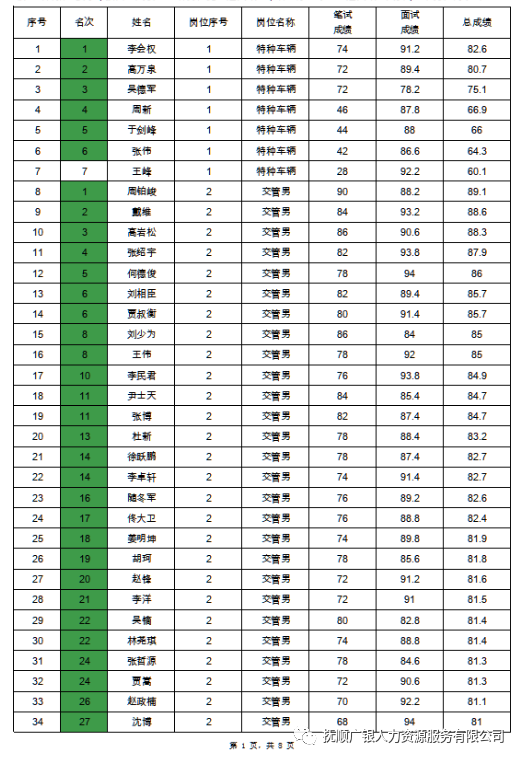 序号 名次 姓名 岗位序号 岗位名称 笔试成绩 面试成绩 总成绩
1 1 李会权 1 特种车辆 74 91.2 82.6
2 2 高万泉 1 特种车辆 72 89.4 80.7
3 3 吴德军 1 特种车辆 72 78.2 75.1
4 4 周新 1 特种车辆 46 87.8 66.9
5 5 于剑峰 1 特种车辆 44 88 66
6 6 张伟 1 特种车辆 42 86.6 64.3
7 7 王峰 1 特种车辆 28 92.2 60.1
8 1 周铂峻 2 交管男 90 88.2 89.1
9 2 戴维 2 交管男 84 93.2 88.6
10 3 高岩松 2 交管男 86 90.6 88.3
11 4 张绍宇 2 交管男 82 93.8 87.9
12 5 何德俊 2 交管男 78 94 86
13 6 刘相臣 2 交管男 82 89.4 85.7
14 6 贾叔衡 2 交管男 80 91.4 85.7
15 8 刘少为 2 交管男 86 84 85
16 8 王伟 2 交管男 78 92 85
17 10 李民君 2 交管男 76 93.8 84.9
18 11 尹士天 2 交管男 84 85.4 84.7
19 11 张博 2 交管男 82 87.4 84.7
20 13 杜新 2 交管男 78 88.4 83.2
21 14 徐跃鹏 2 交管男 78 87.4 82.7
22 14 李卓轩 2 交管男 74 91.4 82.7
23 16 随冬军 2 交管男 76 89.2 82.6
24 17 佟大卫 2 交管男 76 88.8 82.4
25 18 姜明坤 2 交管男 74 89.8 81.9
26 19 胡珂 2 交管男 78 85.6 81.8
27 20 赵锋 2 交管男 72 91.2 81.6
28 21 李洋 2 交管男 72 91 81.5
29 22 吴楠 2 交管男 80 82.8 81.4
30 22 林尧琪 2 交管男 74 88.8 81.4
31 24 张哲源 2 交管男 78 84.6 81.3
32 24 贾嵩 2 交管男 72 90.6 81.3
33 26 赵政楠 2 交管男 70 92.2 81.1
34 27 沈博 2 交管男 68 94 81
抚顺广银人力资源服务有限公司
第 1 页, 共 8 页